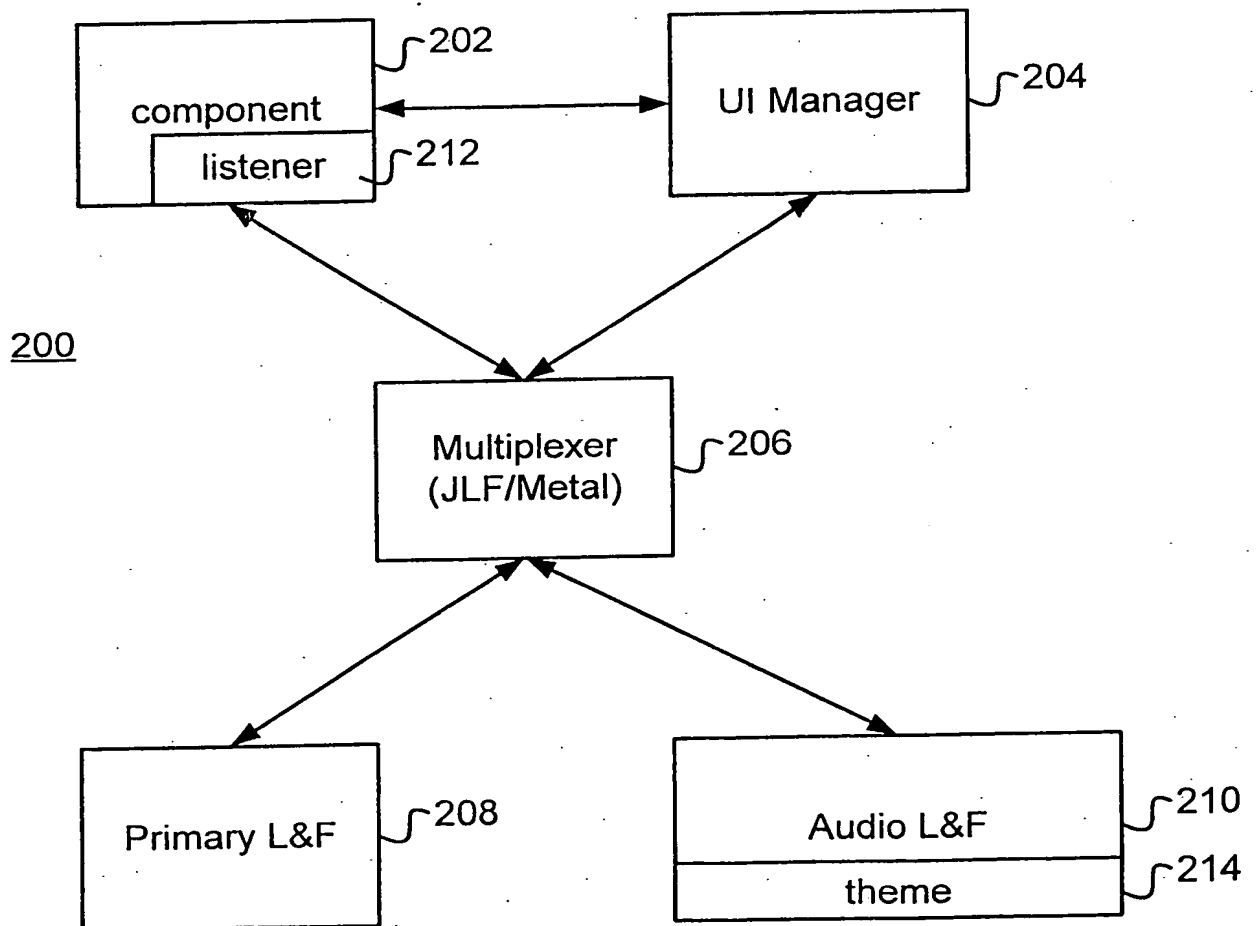 202
component
UI Manager
204
listener
212
200
Multiplexer
(JLF/Metal)
206
Primary L&F
208
Audio L&F
210
theme
214